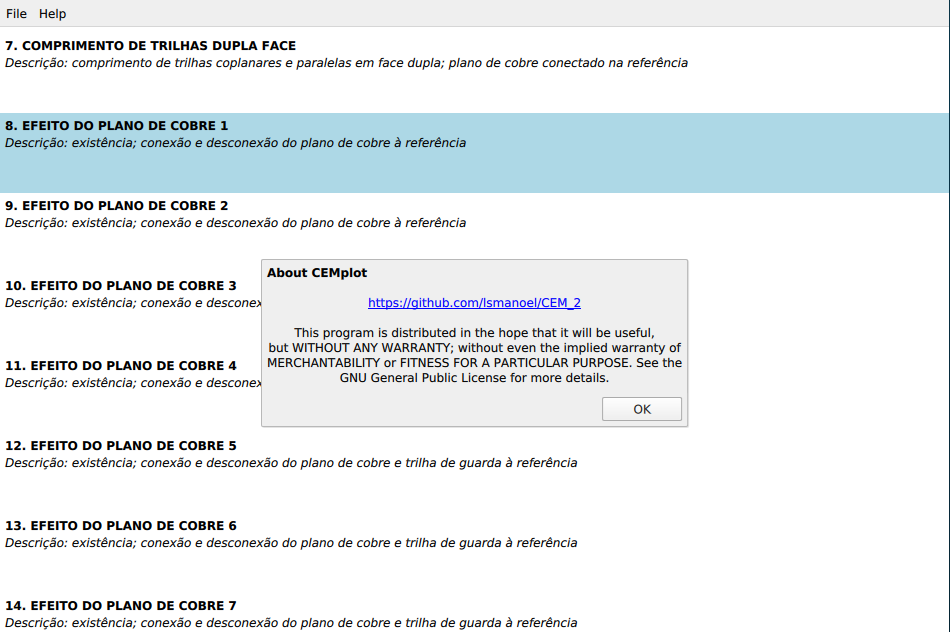 File Help
7. COMPRIMENTO DE TRILHAS DUPLA FACE
Descrição: comprimento de trilhas coplanares e paralelas em face dupla; plano de cobre conectado na referência
8. EFEITO DO PLANO DE COBRE 1
Descrição: existência; conexão e desconexão do plano de cobre à referência
9. EFEITO DO PLANO DE COBRE 2
Descrição: existência; conexão e desconexão do plano de cobre à referência
10. EFEITO DO PLANO DE COBRE 3
Descrição: existência; conexão e desconex
11. EFEITO DO PLANO DE COBRE 4
Descrição: existência; conexão e desconex
About CEMplot
https://github.com/lsmanoel/CEM_2
This program is distributed in the hope that it will be useful,
but WITHOUT ANY WARRANTY; without even the implied warranty of
MERCHANTABILITY or FITNESS FOR A PARTICULAR PURPOSE. See the
GNU General Public License for more details.
OK
12. EFEITO DO PLANO DE COBRE 5
Descrição: existência; conexão e desconexão do plano de cobre e trilha de guarda à referência
13. EFEITO DO PLANO DE COBRE 6
Descrição: existência; conexão e desconexão do plano de cobre e trilha de guarda à referência
14. EFEITO DO PLANO DE COBRE 7
Descrição: existência; conexão e desconexão do plano de cobre e trilha de guarda à referência